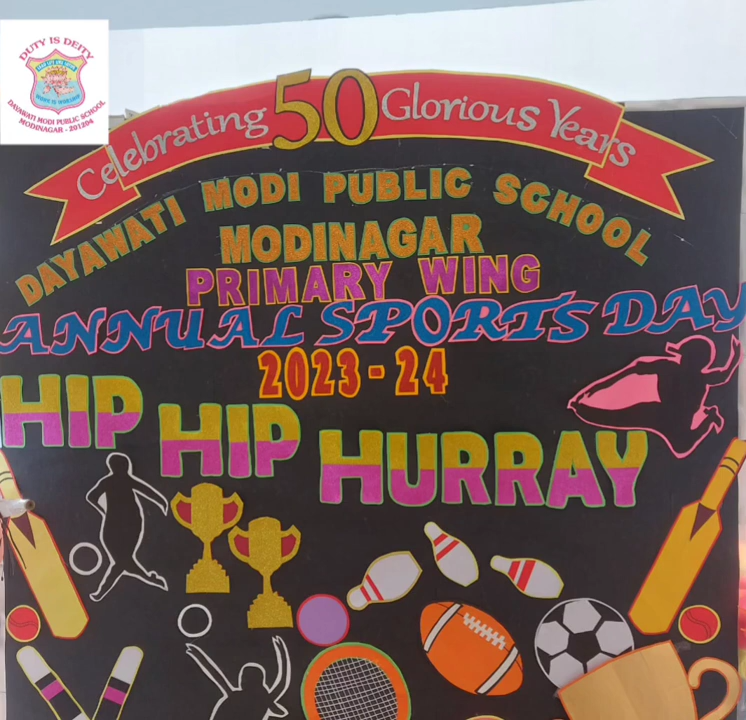 DUTY IS DEITY
DAYAWATI MODI PUBLIC SCHOOL
MODINAGAR - 201204
Celebrating 50 Glorious Years
DAYAWATI MODI PUBLIC SCHOOL
MODINAGAR
PRIMARY WING
ANNUAL SPORTS DAY
2023-24
HIP HIP HURRAY